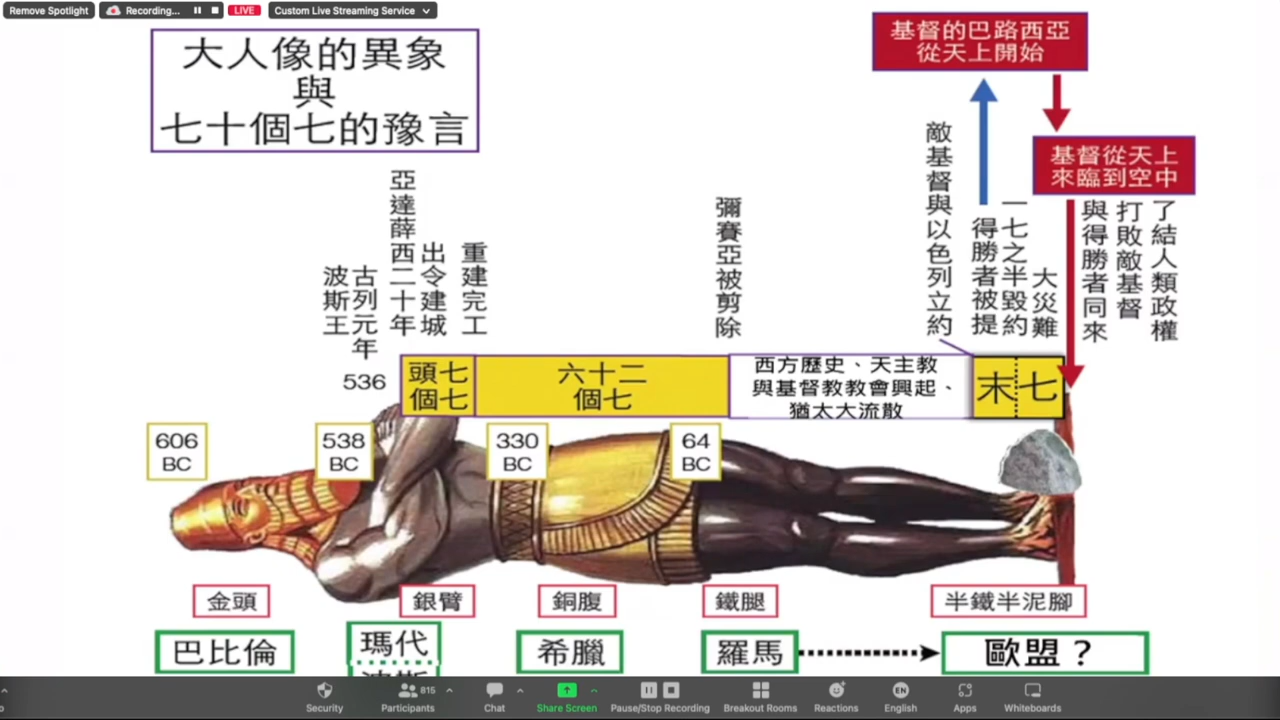 Remove Spotlight
Recording...
LIVE
Custom Live Streaming Service
大人像的異象
與
七十個七的豫言
基督的巴路西亞
從天上開始
基督從天上
來臨到空中
波斯王
古列元年
536
亞達薛西二十年
出令建城
重建完工
彌賽亞被剪除
敵基督與以色列立約
得勝者被提
一七之半毀約
大災難
與得勝者同來
打敗敵基督
了結人類政權
頭七
個七
六十二
個七
西方歷史、天主教
與基督教教會興起、
猶太大流散
末七
606
BC
538
BC
330
BC
64
BC
金頭
銀臂
銅腹
鐵腿
半鐵半泥腳
巴比倫
瑪代
希臘
羅馬
歐盟？
Security
Participants
815
Chat
Share Screen
Pause/Stop Recording
Breakout Rooms
Reactions
EN
English
Apps
Whiteboards